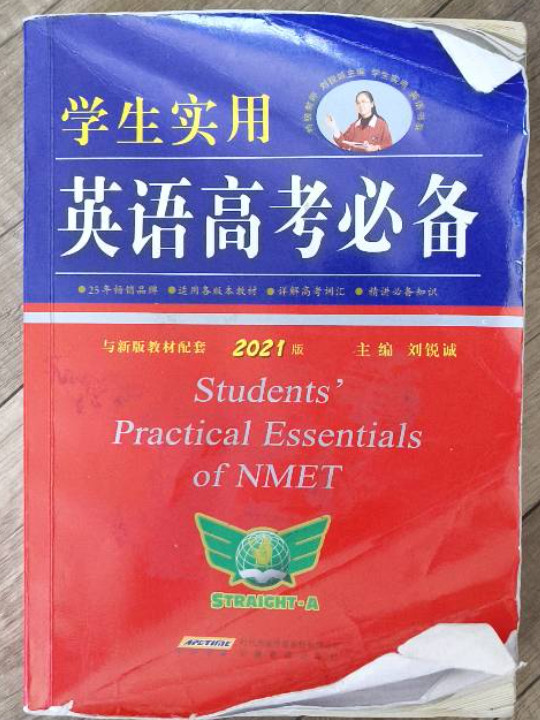 学生实用
英语高考必备
●25年畅销品牌 ●适用各版本教材 ●详解高考词汇 ●精讲必备知识
与新版教材配套 2021版 主编 刘锐诚
Students'
Practical Essentials
of NMET
STRAIGHT-A